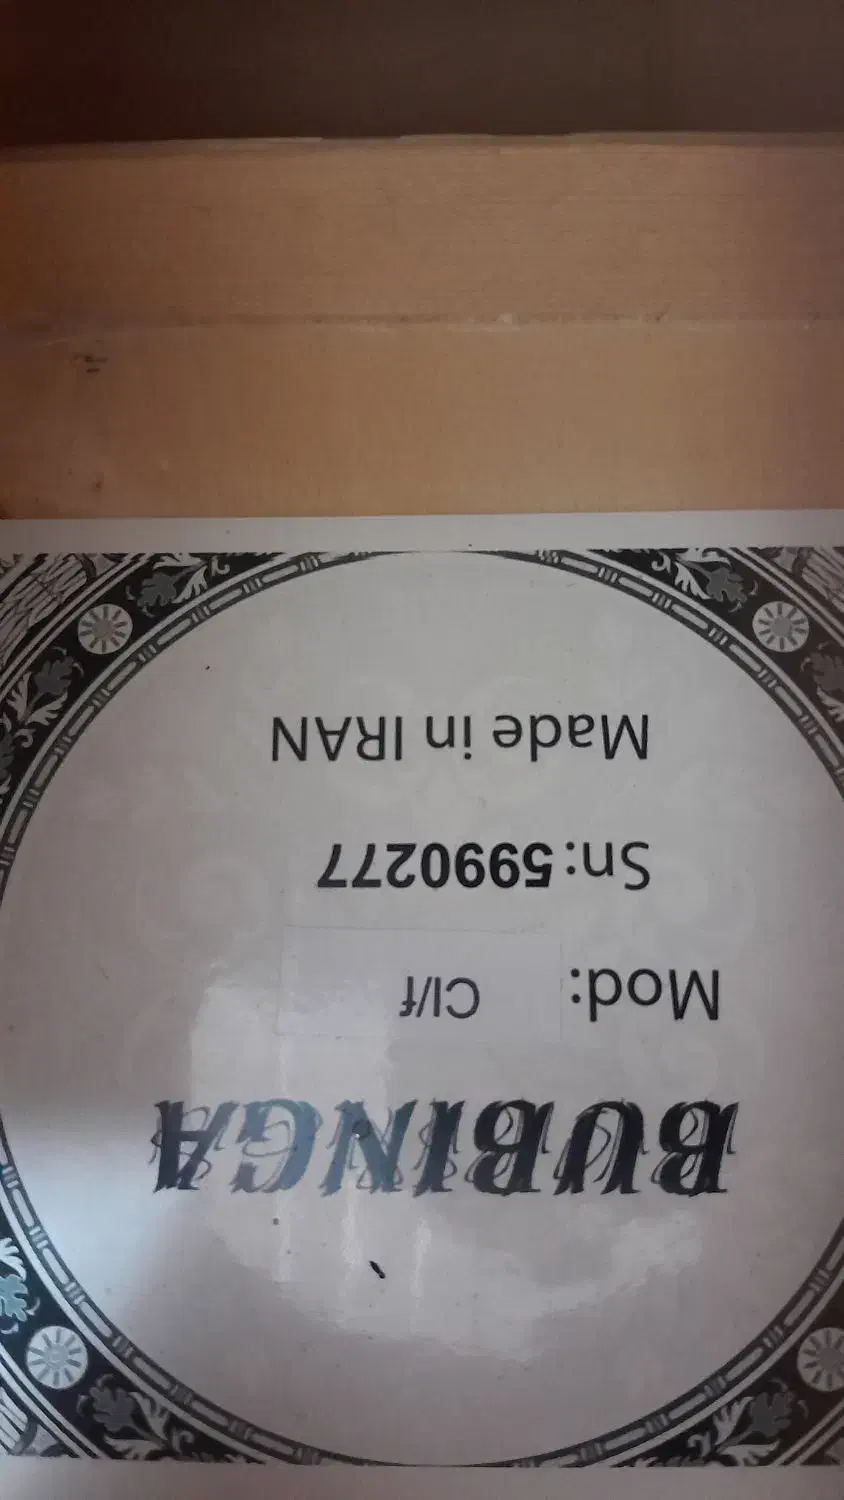 BUBINGA
Mod: Cl/f
Sn:5990277
Made in IRAN